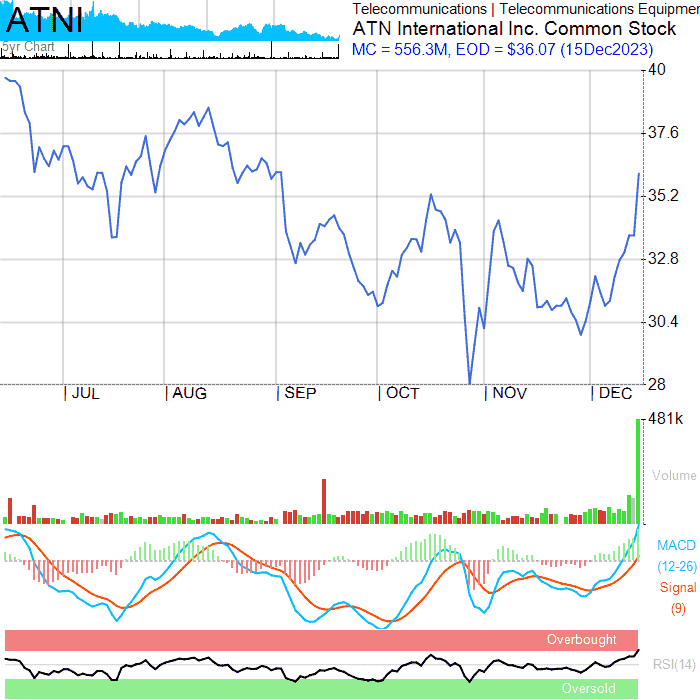 ATNI
5yr Chart
Telecommunications | Telecommunications Equipmen
ATN International Inc. Common Stock
MC = 556.3M, EOD = $36.07 (15Dec2023)
40
37.6
35.2
32.8
30.4
28
JUL
AUG
SEP
OCT
NOV
DEC
481k
Volume
MACD
(12-26)
Signal
(9)
Overbought
RSI(14)
Oversold